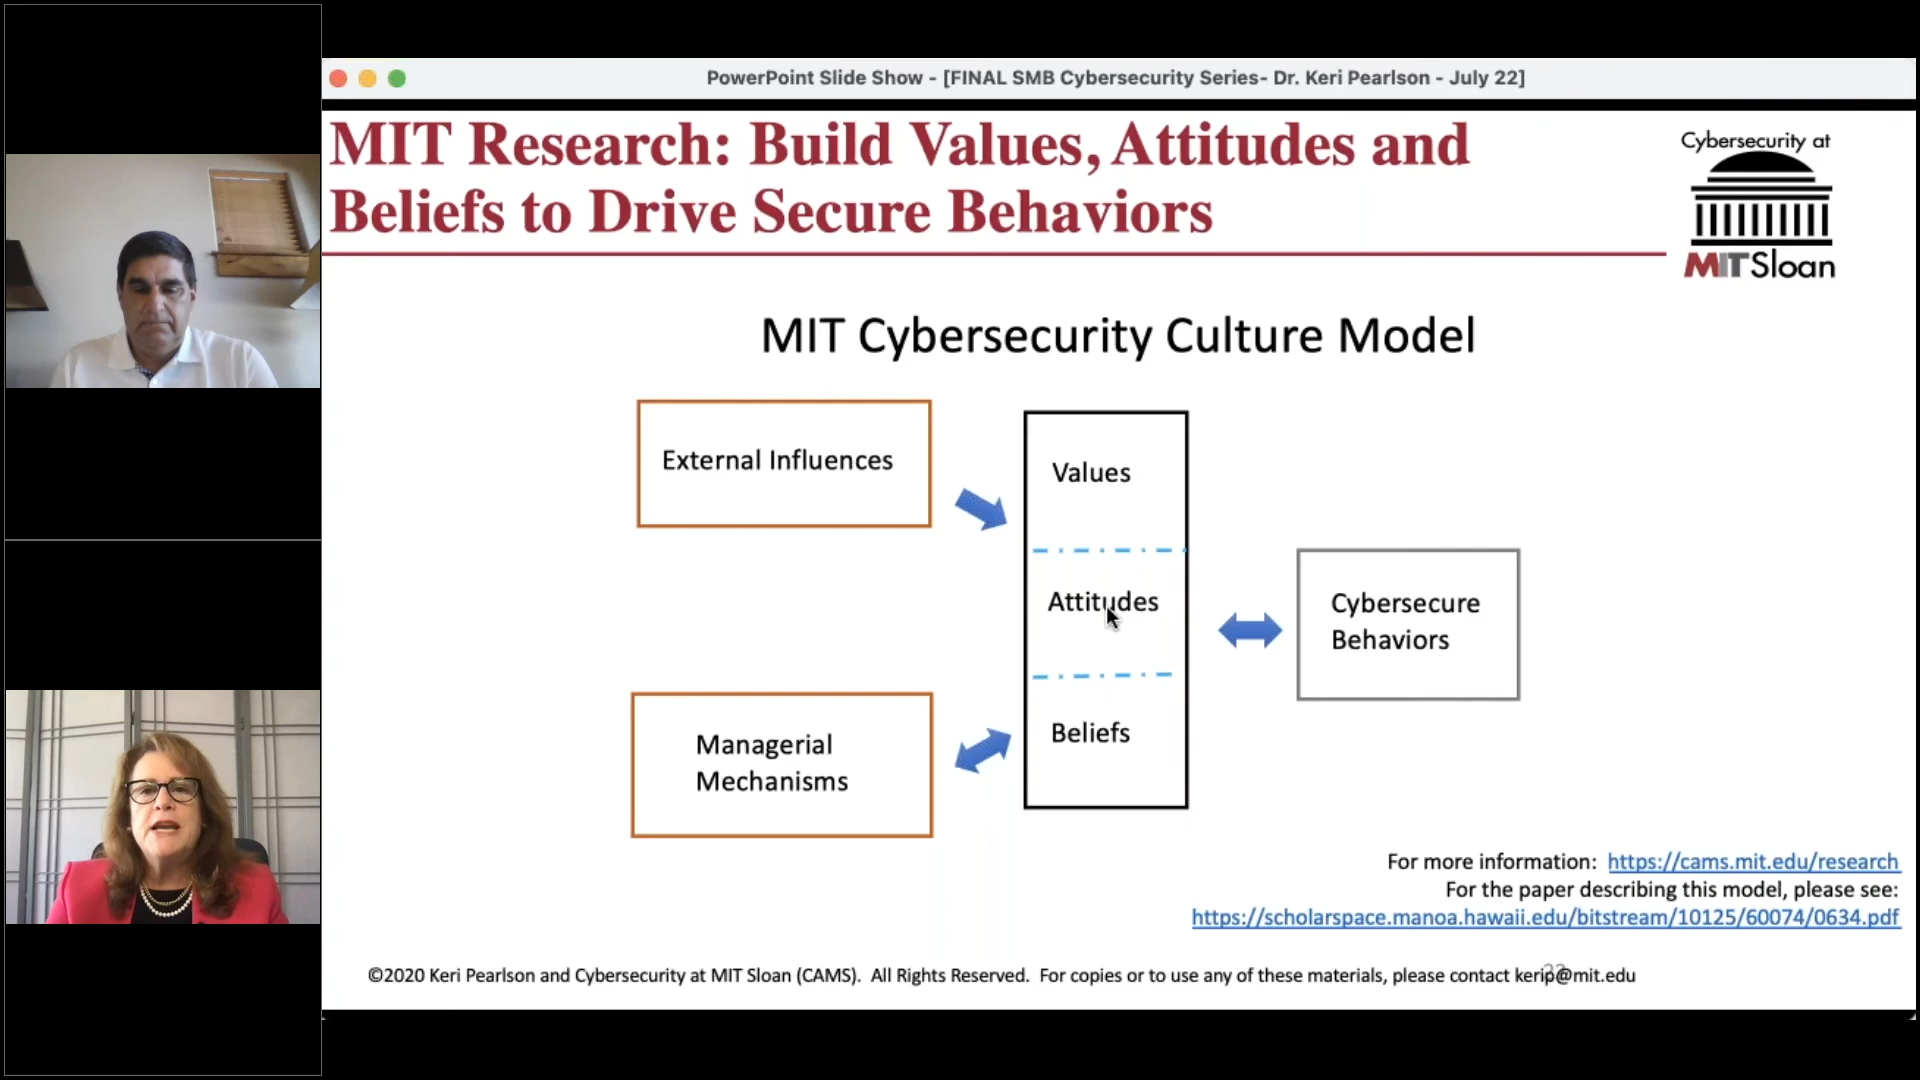 PowerPoint Slide Show - [FINAL SMB Cybersecurity Series- Dr. Keri Pearlson - July 22]
MIT Research: Build Values, Attitudes and
Beliefs to Drive Secure Behaviors
Cybersecurity at
MIT Sloan
MIT Cybersecurity Culture Model
External Influences
Values
Attitudes
Cybersecure
Behaviors
Beliefs
Managerial
Mechanisms
For more information: https://cams.mit.edu/research
For the paper describing this model, please see:
https://scholarspace.manoa.hawaii.edu/bitstream/10125/60074/0634.pdf
©2020 Keri Pearlson and Cybersecurity at MIT Sloan (CAMS). All Rights Reserved. For copies or to use any of these materials, please contact kerip@mit.edu